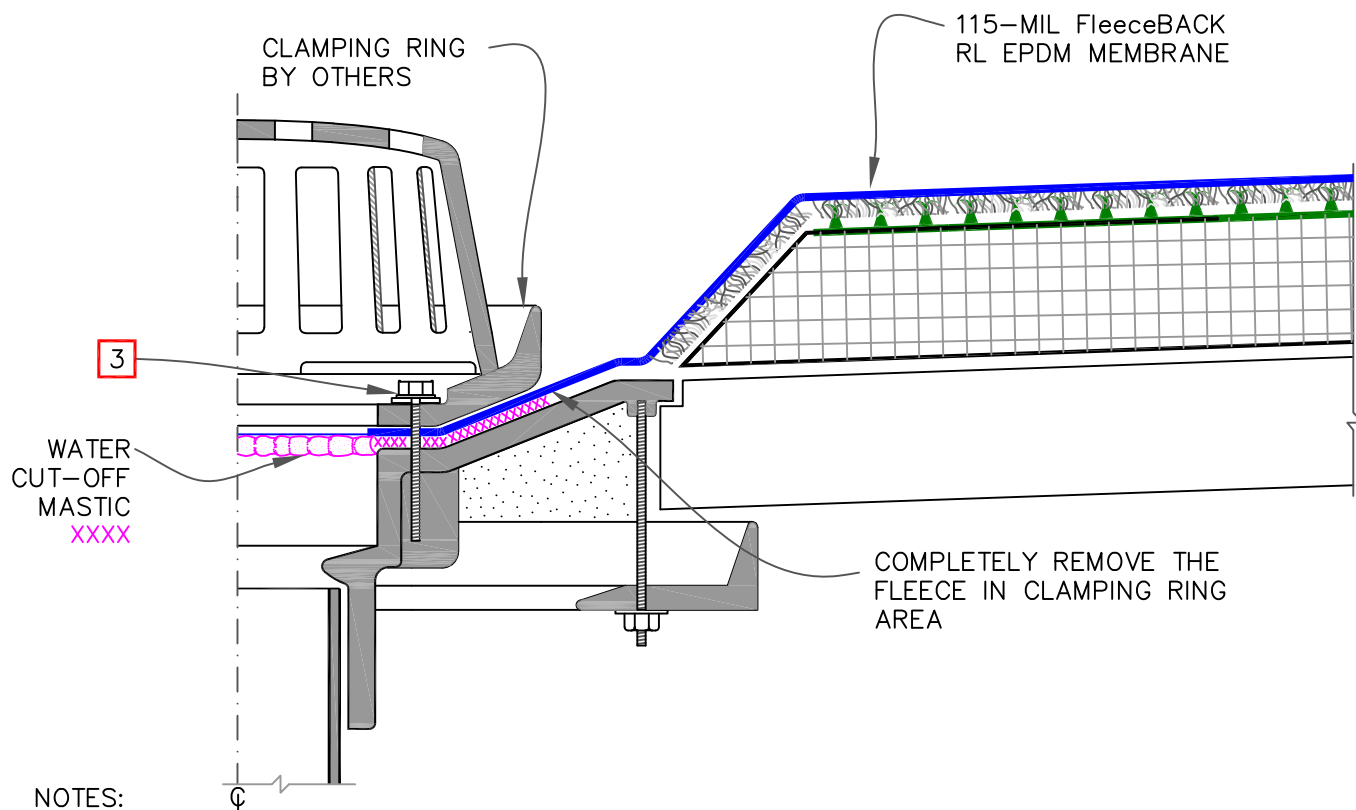 115-MIL FleeceBACK
RL EPDM MEMBRANE
CLAMPING RING
BY OTHERS
3
WATER
CUT-OFF
MASTIC
XXXX
COMPLETELY REMOVE THE
FLEECE IN CLAMPING RING
AREA
NOTES:
℄